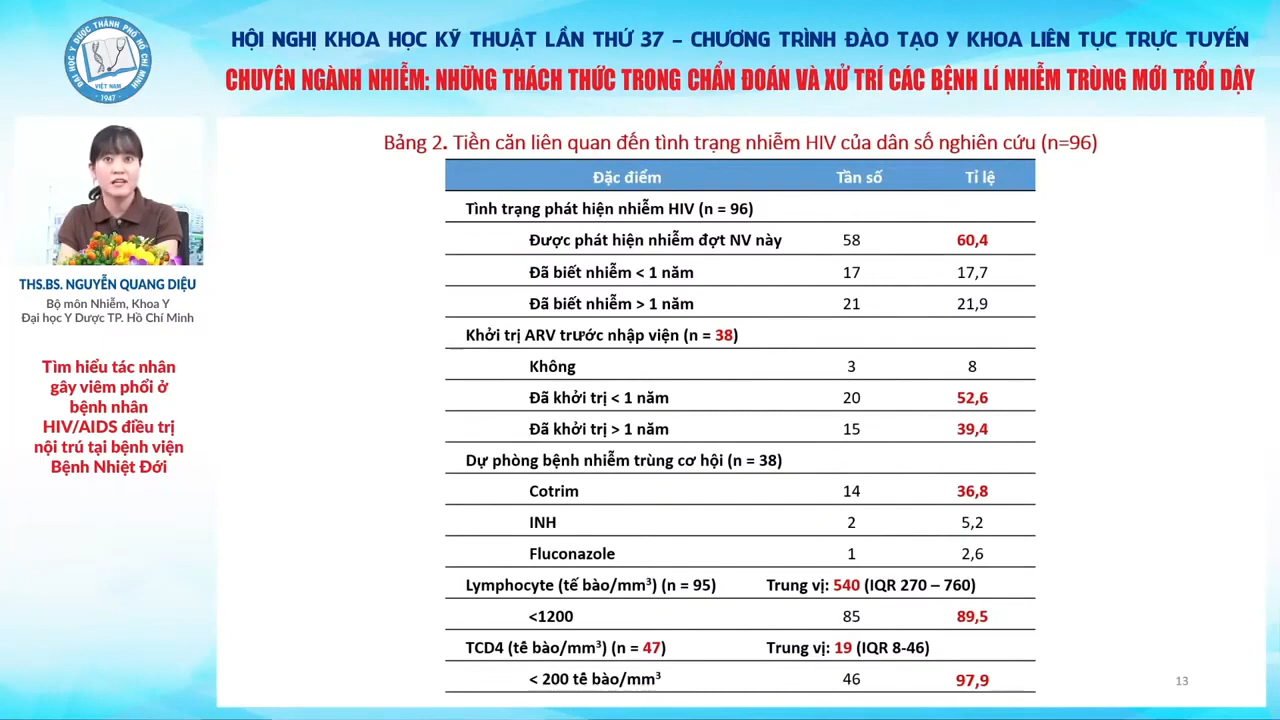 HỘI NGHỊ KHOA HỌC KỸ THUẬT LẦN THỨ 37 – CHƯƠNG TRÌNH ĐÀO TẠO Y KHOA LIÊN TỤC TRỰC TUYẾN
CHUYÊN NGÀNH NHIỄM: NHỮNG THÁCH THỨC TRONG CHẨN ĐOÁN VÀ XỬ TRÍ CÁC BỆNH LÍ NHIỄM TRÙNG MỚI TRỖI DẬY
ĐẠI HỌC Y DƯỢC THÀNH PHỐ HỒ CHÍ MINH
VIỆT NAM
· 1947 ·
THS.BS. NGUYỄN QUANG DIỆU
Bộ môn Nhiễm, Khoa Y
Đại học Y Dược TP. Hồ Chí Minh
Tìm hiểu tác nhân
gây viêm phổi ở
bệnh nhân
HIV/AIDS điều trị
nội trú tại bệnh viện
Bệnh Nhiệt Đới
Bảng 2. Tiền căn liên quan đến tình trạng nhiễm HIV của dân số nghiên cứu (n=96)
Đặc điểm Tần số Tỉ lệ
Tình trạng phát hiện nhiễm HIV (n = 96)
Được phát hiện nhiễm đợt NV này 58 60,4
Đã biết nhiễm < 1 năm 17 17,7
Đã biết nhiễm > 1 năm 21 21,9
Khởi trị ARV trước nhập viện (n = 38)
Không 3 8
Đã khởi trị < 1 năm 20 52,6
Đã khởi trị > 1 năm 15 39,4
Dự phòng bệnh nhiễm trùng cơ hội (n = 38)
Cotrim 14 36,8
INH 2 5,2
Fluconazole 1 2,6
Lymphocyte (tế bào/mm³) (n = 95) Trung vị: 540 (IQR 270 – 760)
<1200 85 89,5
TCD4 (tế bào/mm³) (n = 47) Trung vị: 19 (IQR 8-46)
< 200 tế bào/mm³ 46 97,9
13